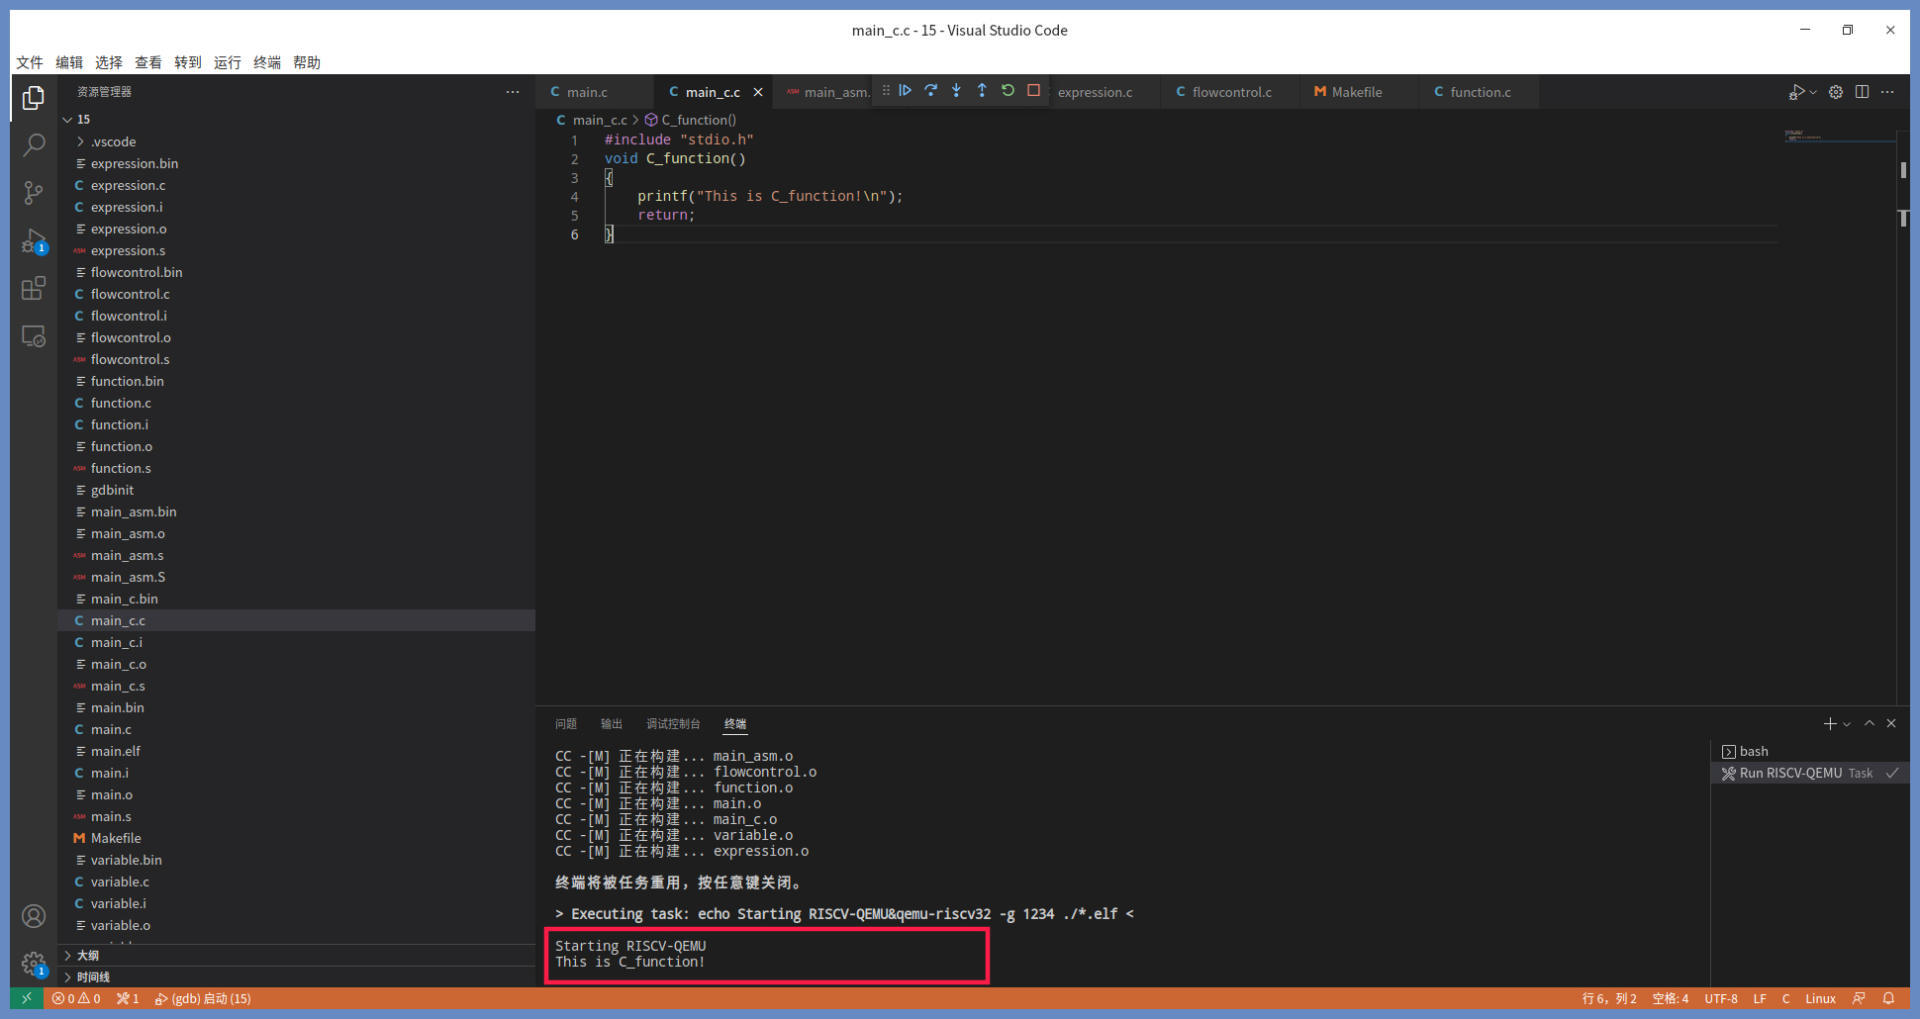 main_c.c - 15 - Visual Studio Code
文件 编辑 选择 查看 转到 运行 终端 帮助
资源管理器
15
.vscode
expression.bin
expression.c
expression.i
expression.o
expression.s
flowcontrol.bin
flowcontrol.c
flowcontrol.i
flowcontrol.o
flowcontrol.s
function.bin
function.c
function.i
function.o
function.s
gdbinit
main_asm.bin
main_asm.o
main_asm.s
main_asm.S
main_c.bin
main_c.c
main_c.i
main_c.o
main_c.s
main.bin
main.c
main.elf
main.i
main.o
main.s
Makefile
variable.bin
variable.c
variable.i
variable.o
大纲
时间线
main.c main_c.c main_asm. expression.c flowcontrol.c Makefile function.c
main_c.c > C_function()
1 #include "stdio.h"
2 void C_function()
3 {
4 printf("This is C_function!\n");
5 return;
6 }
问题 输出 调试控制台 终端
CC -[M] 正在构建... main_asm.o
CC -[M] 正在构建... flowcontrol.o
CC -[M] 正在构建... function.o
CC -[M] 正在构建... main.o
CC -[M] 正在构建... main_c.o
CC -[M] 正在构建... variable.o
CC -[M] 正在构建... expression.o
终端将被任务重用，按任意键关闭。
> Executing task: echo Starting RISCV-QEMU&qemu-riscv32 -g 1234 ./*.elf <
Starting RISCV-QEMU
This is C_function!
bash
Run RISCV-QEMU Task
0 0 1 (gdb) 启动 (15) 行 6，列 2 空格: 4 UTF-8 LF C Linux